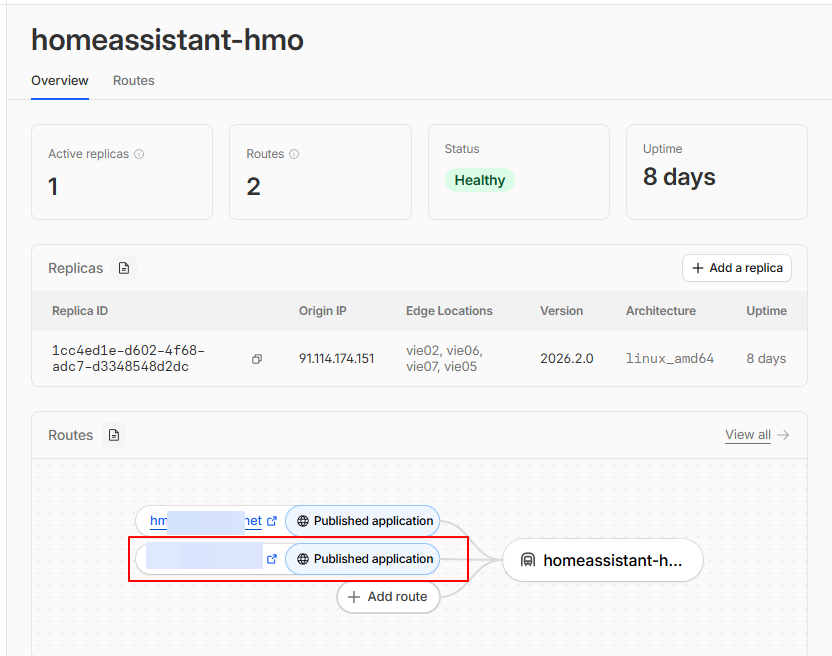 homeassistant-hmo
Overview Routes
Active replicas
1
Routes
2
Status
Healthy
Uptime
8 days
Replicas
+ Add a replica
Replica ID Origin IP Edge Locations Version Architecture Uptime
1cc4ed1e-d602-4f68-
adc7-d3348548d2dc
91.114.174.151
vie02, vie06,
vie07, vie05
2026.2.0
linux_amd64
8 days
Routes
View all →
hm net Published application
Published application
homeassistant-h...
+ Add route